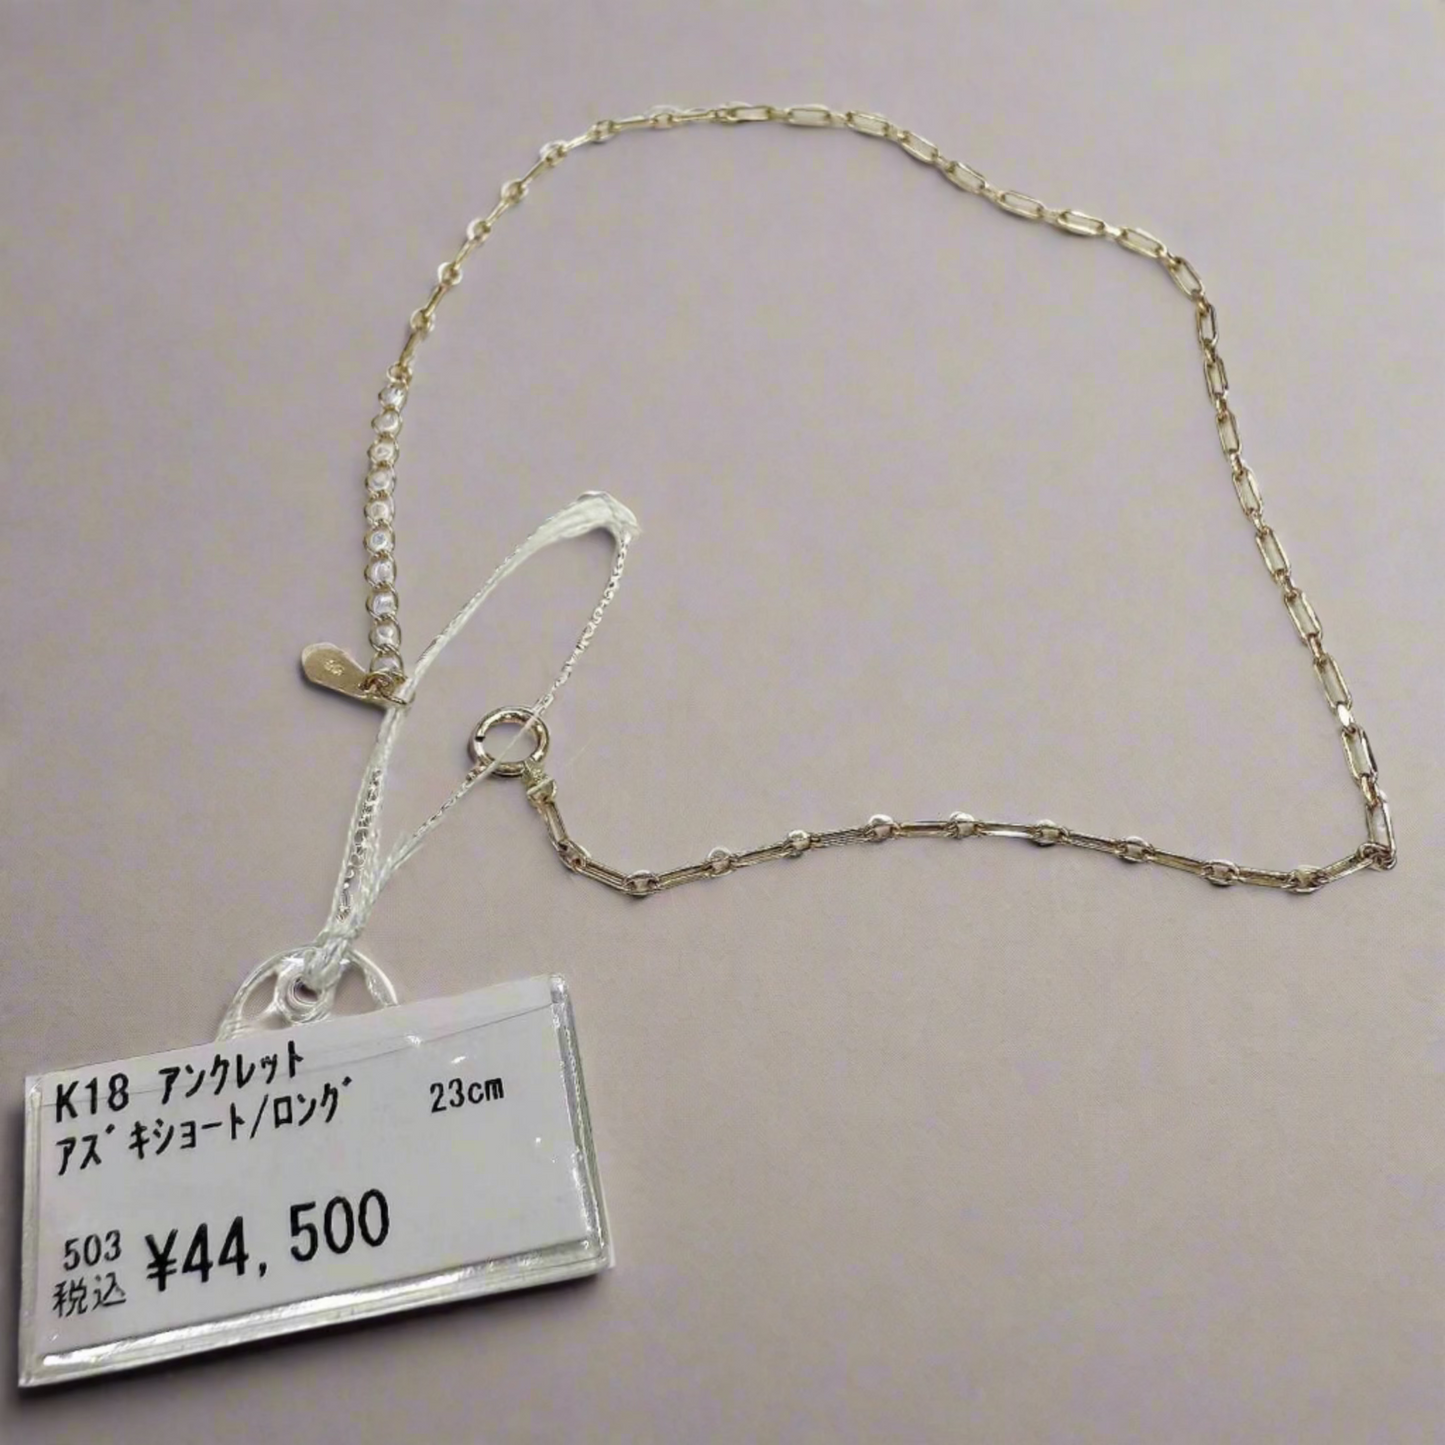 K18 ｱﾝｸﾚｯﾄ
ｱｽﾞｷｼｮｰﾄ/ﾛﾝｸﾞ 23cm
503 ¥44,500
税込